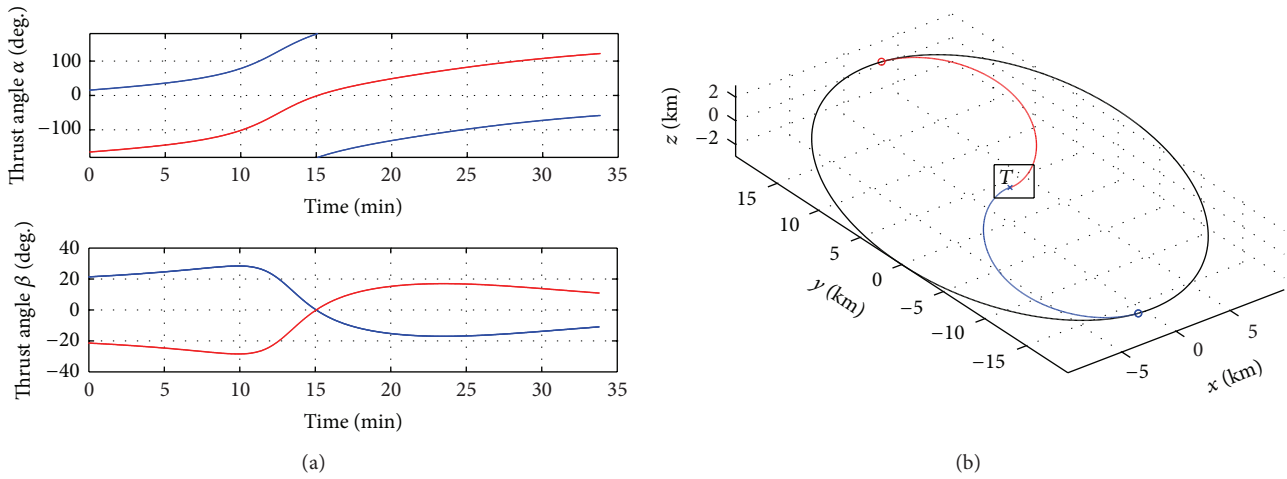 Thrust angle α (deg.)
100
0
−100
0 5 10 15 20 25 30 35
Time (min)
Thrust angle β (deg.)
40
20
0
−20
−40
0 5 10 15 20 25 30 35
Time (min)
(a)
z (km)
2
0
−2
15
10
5
0
−5
−10
−15
y (km)
T
−5
0
5
x (km)
(b)